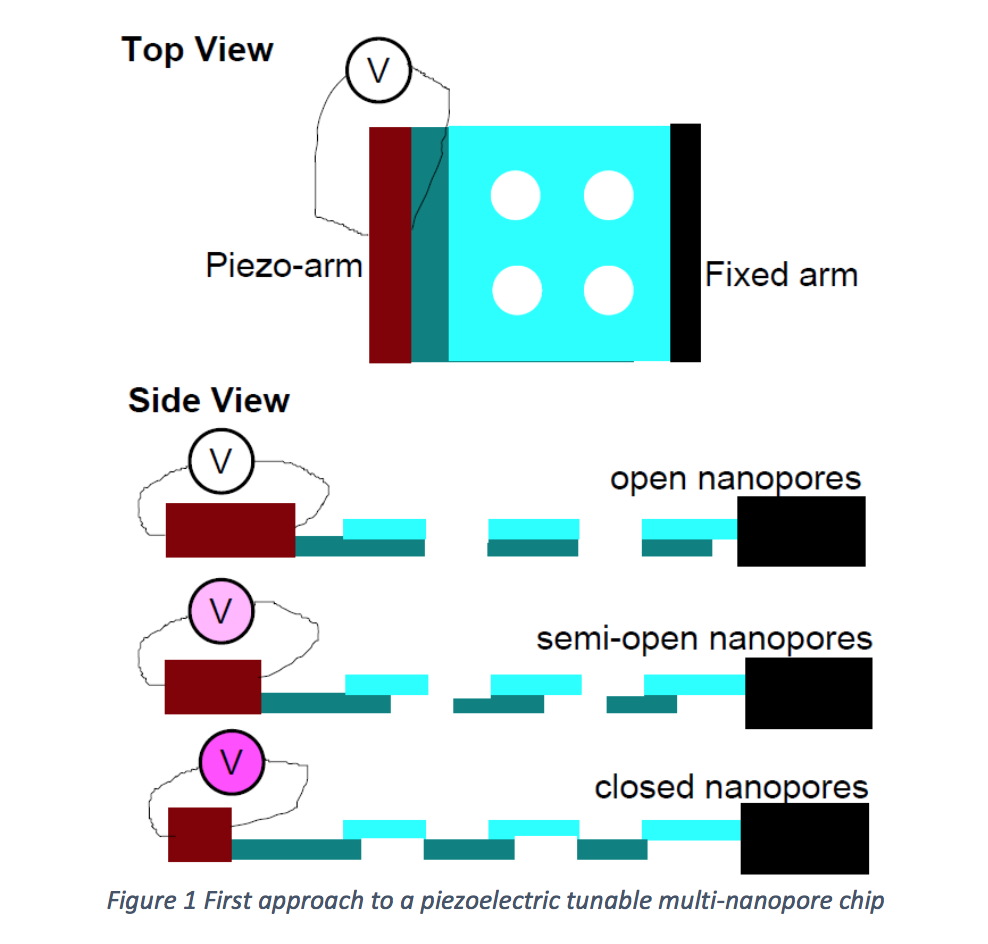 Top View
V
Piezo-arm
Fixed arm
Side View
V
open nanopores
V
semi-open nanopores
V
closed nanopores
Figure 1 First approach to a piezoelectric tunable multi-nanopore chip